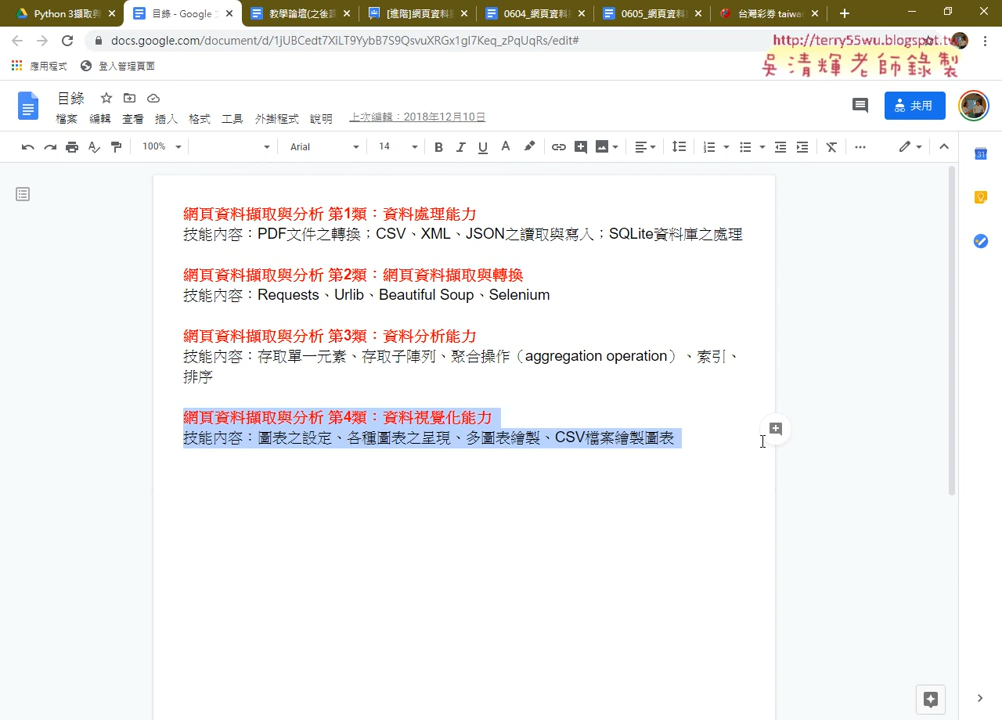 Python 3擷取與
目錄 - Google
教學論壇(之後課
[進階]網頁資料
0604_網頁資料
0605_網頁資料
台灣彩券 taiwa
docs.google.com/document/d/1jUBCedt7XiLT9YybB7S9QsvuXRGx1gI7Keq_zPqUqRs/edit#
http://terry55wu.blogspot.tw
應用程式
登入管理頁面
吳清輝老師錄製
目錄
檔案 編輯 查看 插入 格式 工具 外掛程式 說明 上次編輯：2018年12月10日
共用
100% Arial 14 B I U A
網頁資料擷取與分析 第1類：資料處理能力
技能內容：PDF文件之轉換；CSV、XML、JSON之讀取與寫入；SQLite資料庫之處理
網頁資料擷取與分析 第2類：網頁資料擷取與轉換
技能內容：Requests、Urlib、Beautiful Soup、Selenium
網頁資料擷取與分析 第3類：資料分析能力
技能內容：存取單一元素、存取子陣列、聚合操作（aggregation operation）、索引、
排序
網頁資料擷取與分析 第4類：資料視覺化能力
技能內容：圖表之設定、各種圖表之呈現、多圖表繪製、CSV檔案繪製圖表